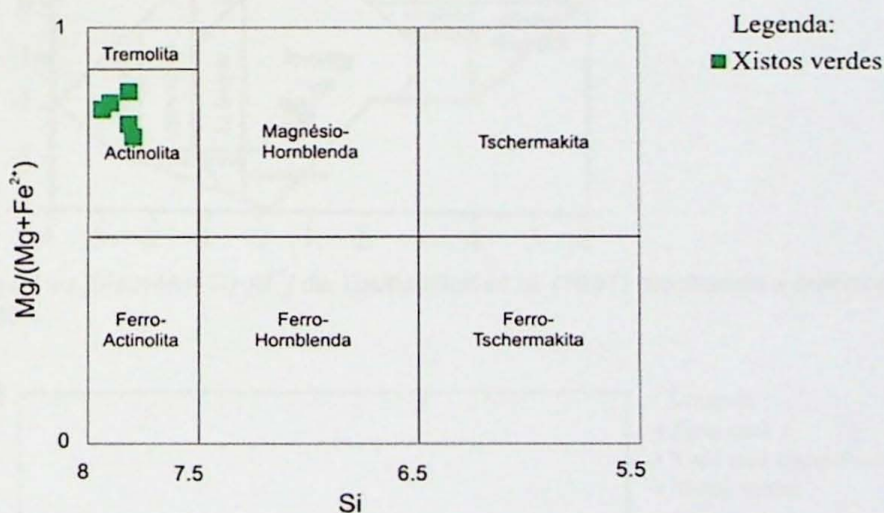 Legenda:
Xistos verdes
1
Tremolita
Actinolita
Magnésio-
Hornblenda
Tschermakita
Mg/(Mg+Fe²⁺)
Ferro-
Actinolita
Ferro-
Hornblenda
Ferro-
Tschermakita
0
8
7.5
6.5
5.5
Si